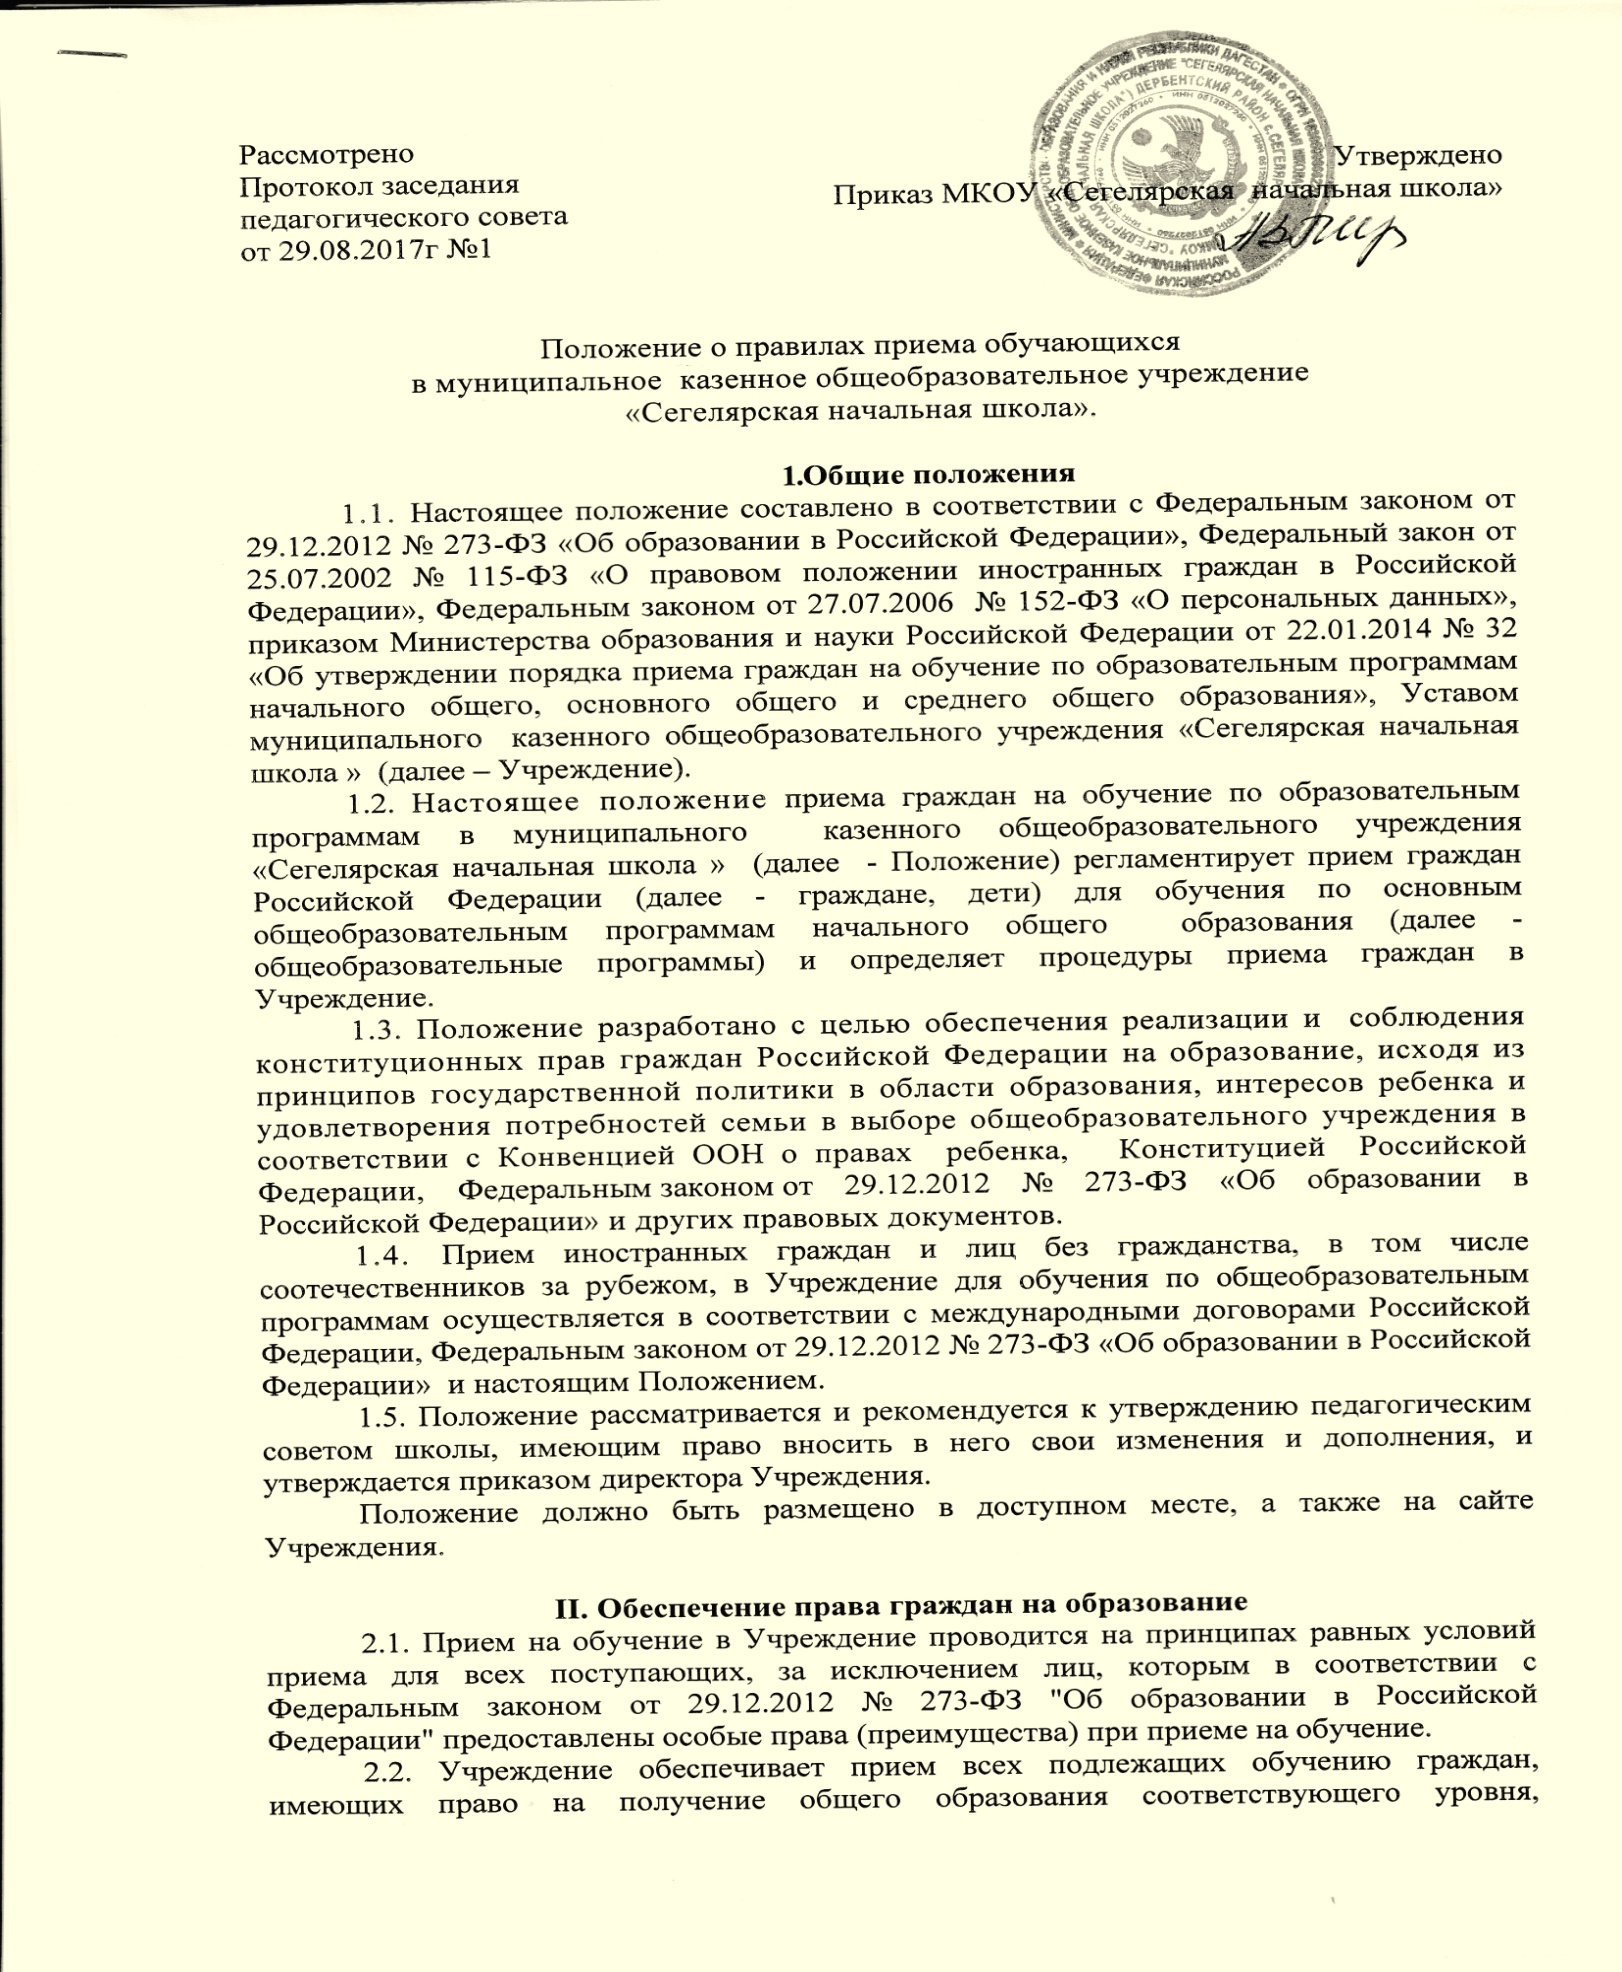 Рассмотрено
Утверждено
Протокол заседания
Приказ МКОУ «Сегелярская начальная школа»
педагогического совета
от 29.08.2017г №1
Положение о правилах приема обучающихся
в муниципальное казенное общеобразовательное учреждение
«Сегелярская начальная школа».
1.Общие положения
1.1. Настоящее положение составлено в соответствии с Федеральным законом от
29.12.2012 № 273-ФЗ «Об образовании в Российской Федерации», Федеральный закон от
25.07.2002 № 115-ФЗ «О правовом положении иностранных граждан в Российской
Федерации», Федеральным законом от 27.07.2006 № 152-ФЗ «О персональных данных»,
приказом Министерства образования и науки Российской Федерации от 22.01.2014 № 32
«Об утверждении порядка приема граждан на обучение по образовательным программам
начального общего, основного общего и среднего общего образования», Уставом
муниципального казенного общеобразовательного учреждения «Сегелярская начальная
школа » (далее – Учреждение).
1.2. Настоящее положение приема граждан на обучение по образовательным
программам в муниципального казенного общеобразовательного учреждения
«Сегелярская начальная школа » (далее - Положение) регламентирует прием граждан
Российской Федерации (далее - граждане, дети) для обучения по основным
общеобразовательным программам начального общего образования (далее -
общеобразовательные программы) и определяет процедуры приема граждан в
Учреждение.
1.3. Положение разработано с целью обеспечения реализации и соблюдения
конституционных прав граждан Российской Федерации на образование, исходя из
принципов государственной политики в области образования, интересов ребенка и
удовлетворения потребностей семьи в выборе общеобразовательного учреждения в
соответствии с Конвенцией ООН о правах ребенка, Конституцией Российской
Федерации, Федеральным законом от 29.12.2012 № 273-ФЗ «Об образовании в
Российской Федерации» и других правовых документов.
1.4. Прием иностранных граждан и лиц без гражданства, в том числе
соотечественников за рубежом, в Учреждение для обучения по общеобразовательным
программам осуществляется в соответствии с международными договорами Российской
Федерации, Федеральным законом от 29.12.2012 № 273-ФЗ «Об образовании в Российской
Федерации» и настоящим Положением.
1.5. Положение рассматривается и рекомендуется к утверждению педагогическим
советом школы, имеющим право вносить в него свои изменения и дополнения, и
утверждается приказом директора Учреждения.
Положение должно быть размещено в доступном месте, а также на сайте
Учреждения.
II. Обеспечение права граждан на образование
2.1. Прием на обучение в Учреждение проводится на принципах равных условий
приема для всех поступающих, за исключением лиц, которым в соответствии с
Федеральным законом от 29.12.2012 № 273-ФЗ "Об образовании в Российской
Федерации" предоставлены особые права (преимущества) при приеме на обучение.
2.2. Учреждение обеспечивает прием всех подлежащих обучению граждан,
имеющих право на получение общего образования соответствующего уровня,